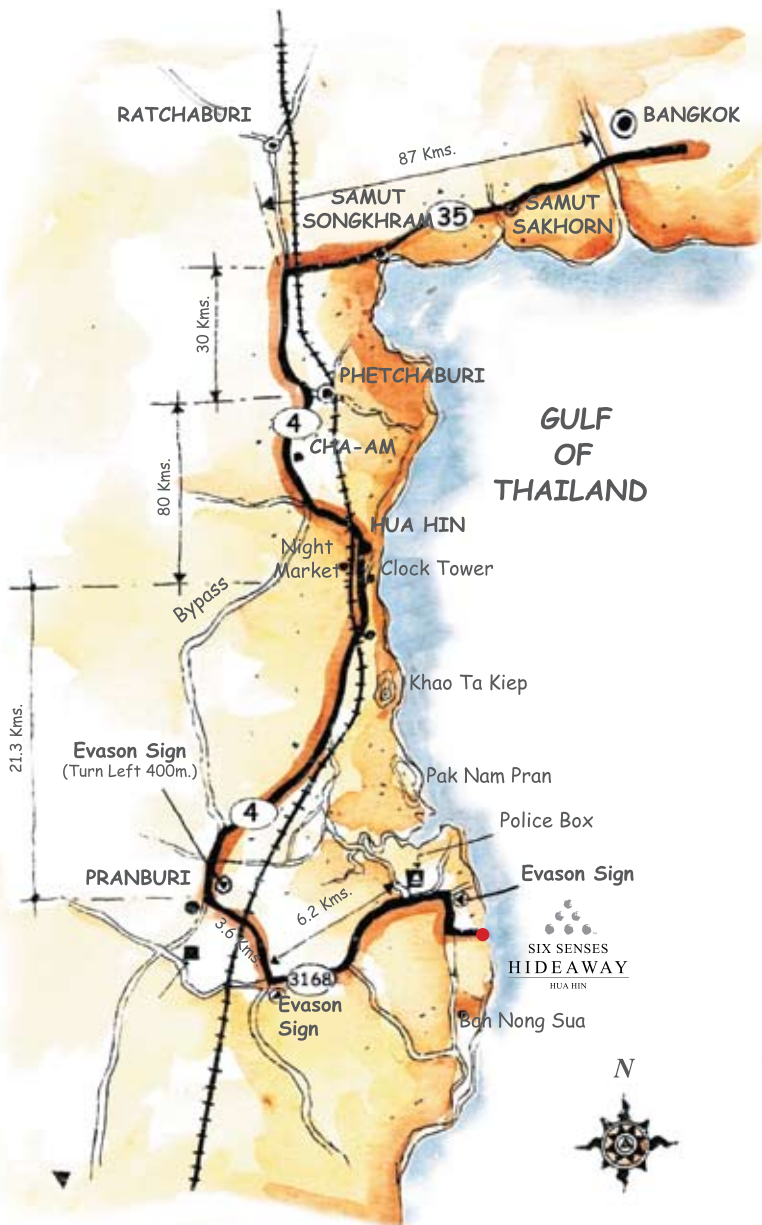 RATCHABURI
BANGKOK
87 Kms.
SAMUT
SONGKHRAM
35
SAMUT
SAKHORN
30 Kms.
PHETCHABURI
4
CHA-AM
GULF
OF
THAILAND
80 Kms.
HUA HIN
Night
Market
Clock Tower
Bypass
Khao Ta Kiep
21.3 Kms.
Evason Sign
(Turn Left 400m.)
Pak Nam Pran
4
Police Box
PRANBURI
Evason Sign
6.2 Kms.
3.6 Kms.
SIX SENSES
HIDEAWAY
HUA HIN
3168
Evason
Sign
Bah Nong Sua
N